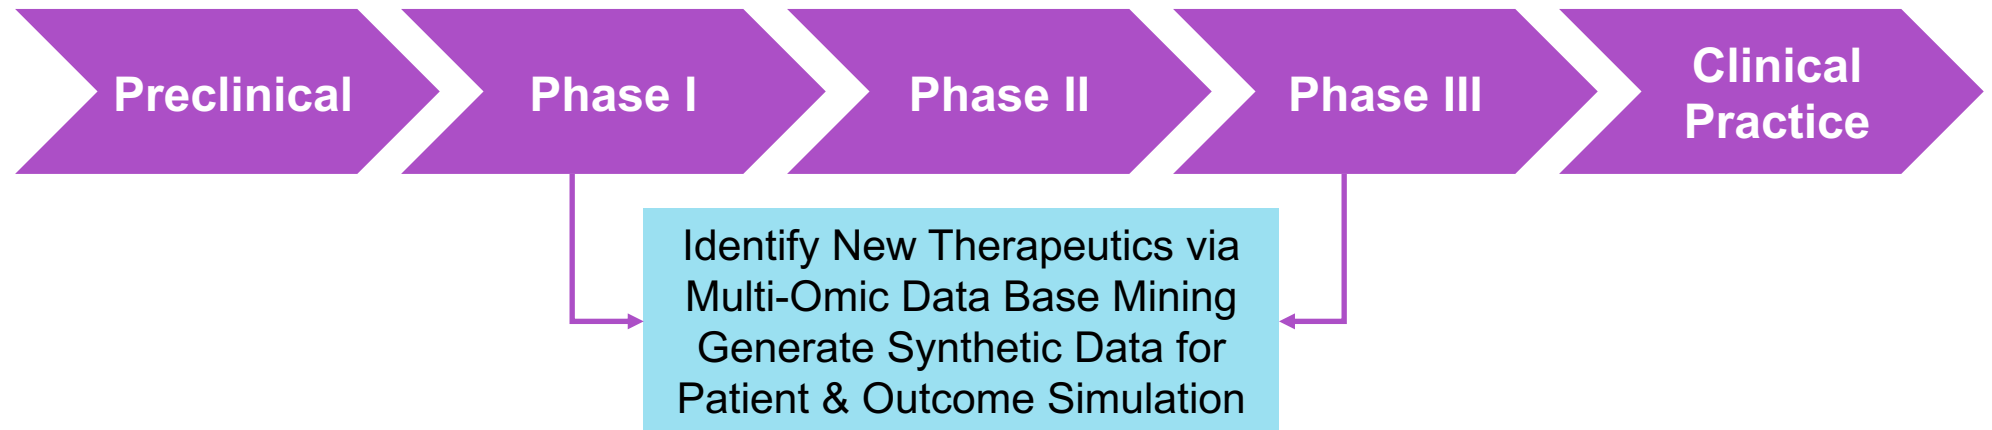 Preclinical
Phase I
Phase II
Phase III
Clinical
Practice
Identify New Therapeutics via
Multi-Omic Data Base Mining
Generate Synthetic Data for
Patient & Outcome Simulation